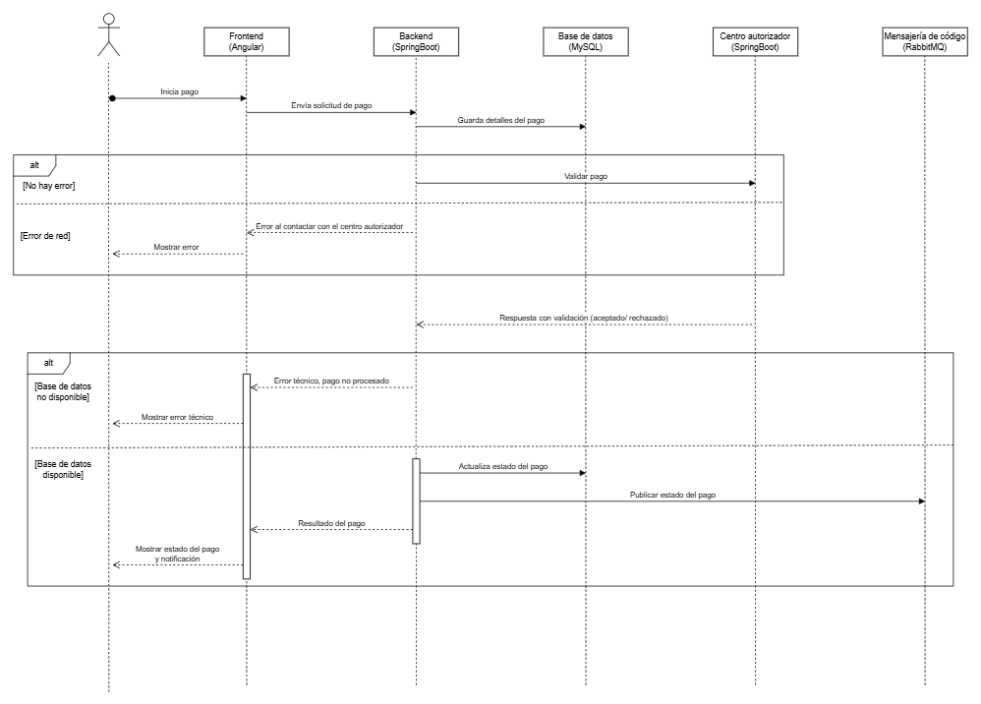 Frontend
(Angular)
Backend
(SpringBoot)
Base de datos
(MySQL)
Centro autorizador
(SpringBoot)
Mensajería de código
(RabbitMQ)
Inicia pago
Envía solicitud de pago
Guarda detalles del pago
alt
[No hay error]
Validar pago
Error al contactar con el centro autorizador
[Error de red]
Mostrar error
Respuesta con validación (aceptado/ rechazado)
alt
[Base de datos
no disponible]
Error técnico, pago no procesado
Mostrar error técnico
[Base de datos
disponible]
Actualiza estado del pago
Publicar estado del pago
Resultado del pago
Mostrar estado del pago
y notificación